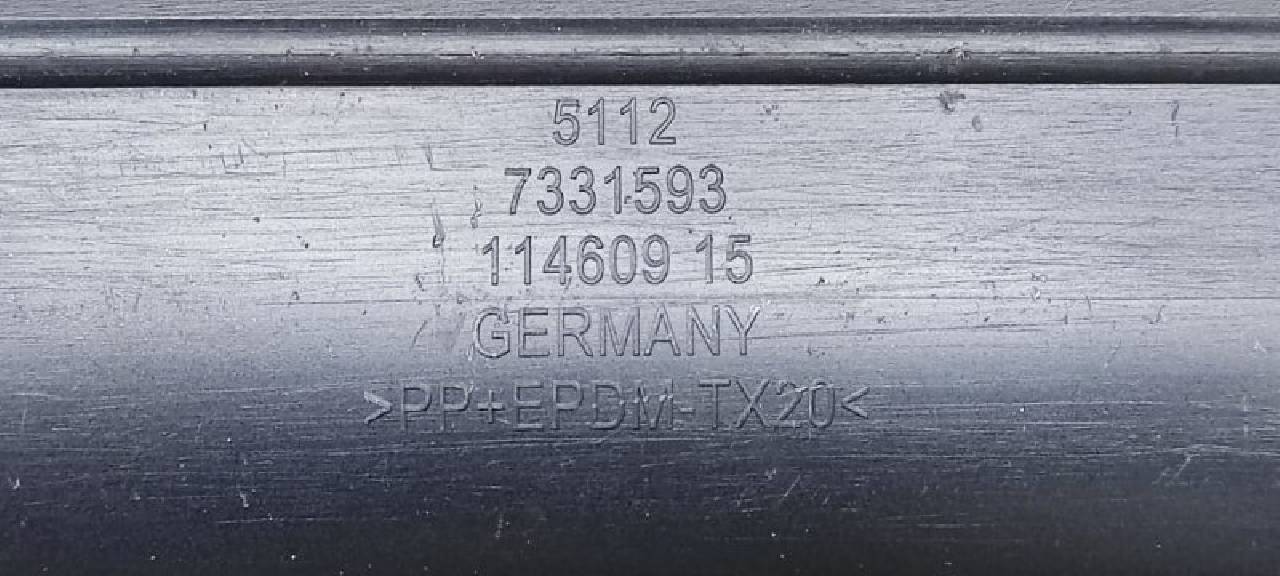 5112
7331593
114609 15
GERMANY
>PP+EPDM-TX20<